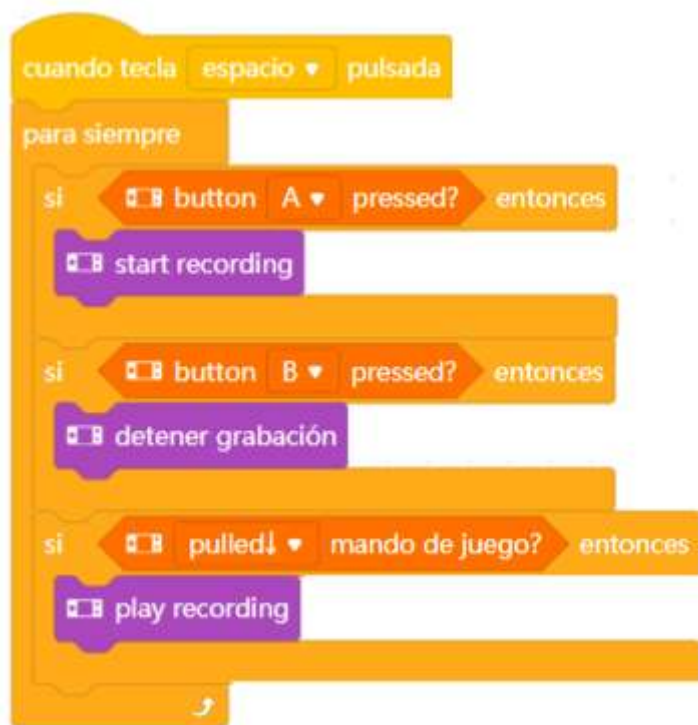 cuando tecla espacio pulsada
para siempre
si button A pressed? entonces
start recording
si button B pressed? entonces
detener grabación
si pulled↓ mando de juego? entonces
play recording